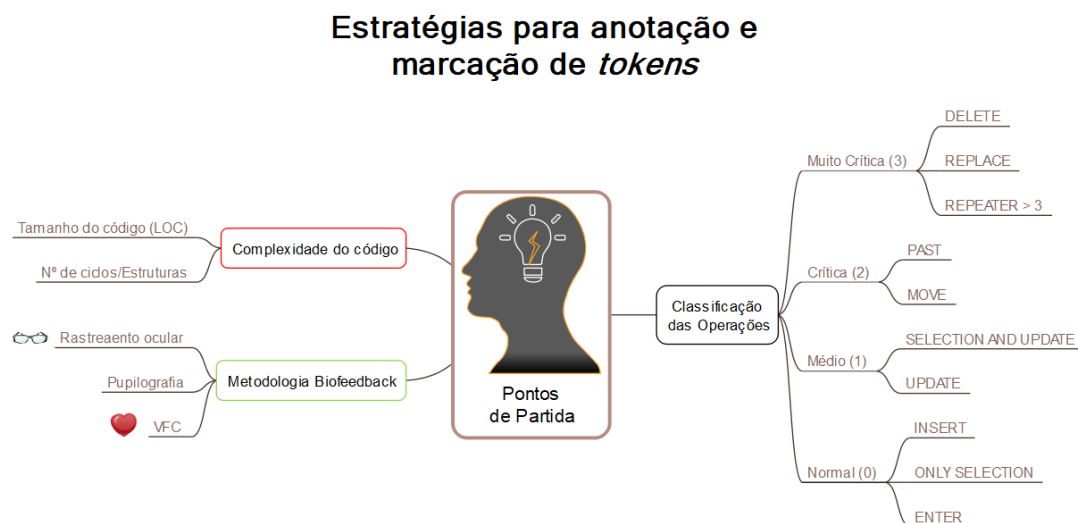 Estratégias para anotação e
marcação de tokens
Tamanho do código (LOC)
Nº de ciclos/Estruturas
Complexidade do código
Rastreaento ocular
Pupilografia
VFC
Metodologia Biofeedback
Pontos
de Partida
Classificação
das Operações
Muito Crítica (3)
DELETE
REPLACE
REPEATER > 3
Crítica (2)
PAST
MOVE
Médio (1)
SELECTION AND UPDATE
UPDATE
Normal (0)
INSERT
ONLY SELECTION
ENTER